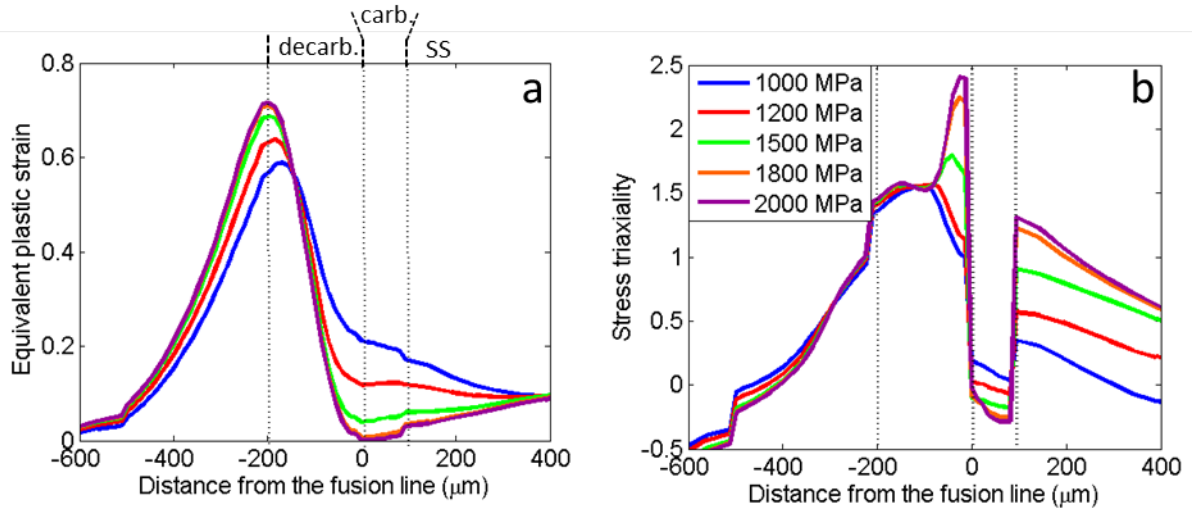 carb.
decarb.
SS
a
0.8
0.6
0.4
0.2
0
Equivalent plastic strain
-600 -400 -200 0 200 400
Distance from the fusion line (μm)
b
2.5
2
1.5
1
0.5
0
-0.5
Stress triaxiality
1000 MPa
1200 MPa
1500 MPa
1800 MPa
2000 MPa
-600 -400 -200 0 200 400
Distance from the fusion line (μm)